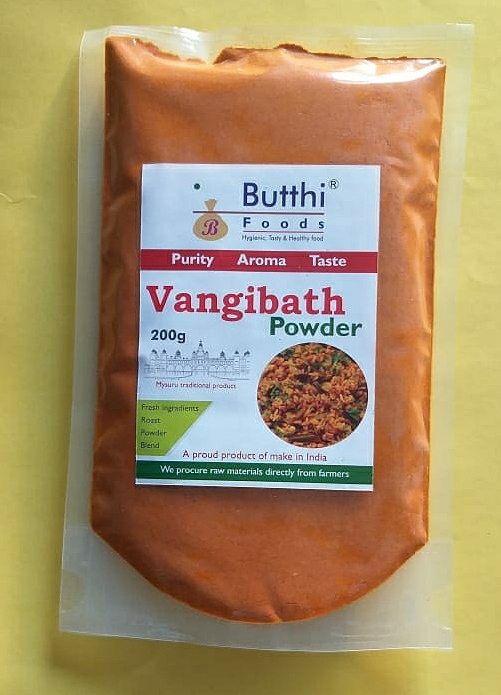 Butthi®
Foods
Hygienic, Tasty & Healthy food
B
Purity Aroma Taste
Vangibath
Powder
200g
Mysuru traditional product
Fresh Ingredients
Roast
Powder
Blend
A proud product of make in India
We procure raw materials directly from farmers